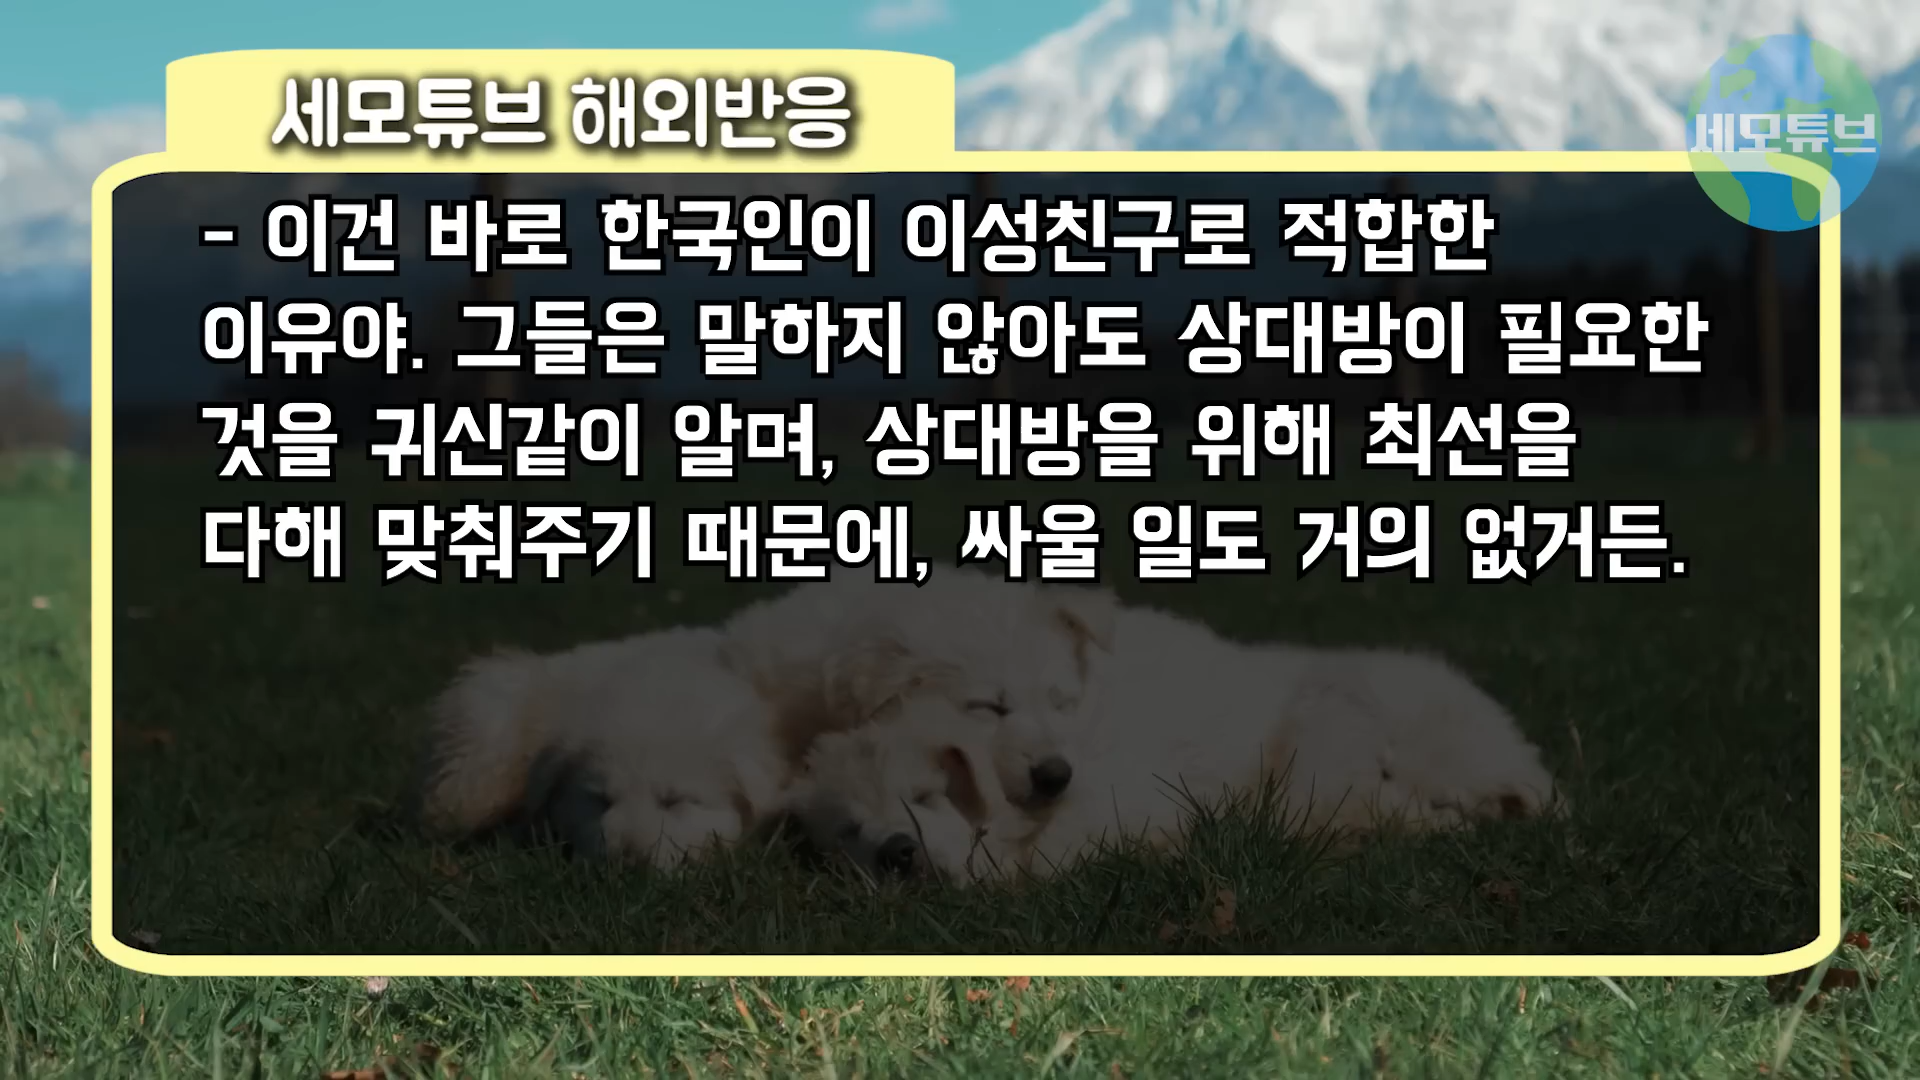 세모튜브 해외반응
세모튜브
- 이건 바로 한국인이 이성친구로 적합한
이유야. 그들은 말하지 않아도 상대방이 필요한
것을 귀신같이 알며, 상대방을 위해 최선을
다해 맞춰주기 때문에, 싸울 일도 거의 없거든.